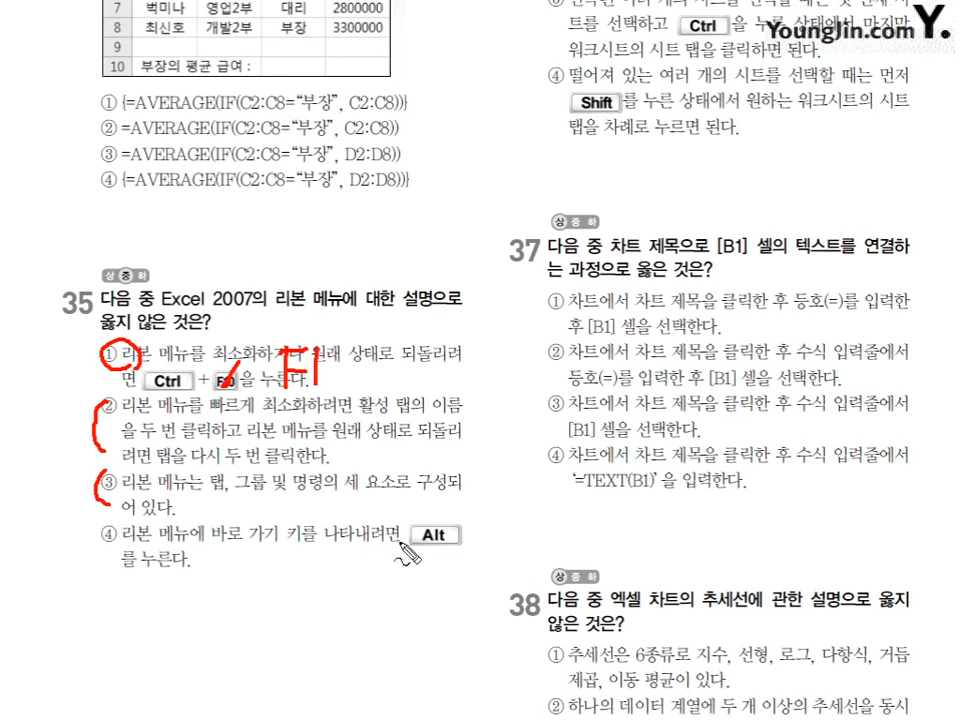 7 벽미나 영업2부 대리 2800000
8 최신호 개발2부 부장 3300000
9
10 부장의 평균 급여 :
① {=AVERAGE(IF(C2:C8="부장", C2:C8))}
② =AVERAGE(IF(C2:C8="부장", C2:C8))
③ =AVERAGE(IF(C2:C8="부장", D2:D8))
④ {=AVERAGE(IF(C2:C8="부장", D2:D8))}
상 중 하
35 다음 중 Excel 2007의 리본 메뉴에 대한 설명으로
옳지 않은 것은?
① 리본 메뉴를 최소화하거나 원래 상태로 되돌리려
면 Ctrl + F10 을 누른다.
F1
② 리본 메뉴를 빠르게 최소화하려면 활성 탭의 이름
을 두 번 클릭하고 리본 메뉴를 원래 상태로 되돌리
려면 탭을 다시 두 번 클릭한다.
③ 리본 메뉴는 탭, 그룹 및 명령의 세 요소로 구성되
어 있다.
④ 리본 메뉴에 바로 가기 키를 나타내려면 Alt
를 누른다.
트를 선택하고 Ctrl 을 누른 상태에서 마지막
워크시트의 시트 탭을 클릭하면 된다.
YoungJin.com Y.
④ 떨어져 있는 여러 개의 시트를 선택할 때는 먼저
Shift 를 누른 상태에서 원하는 워크시트의 시트
탭을 차례로 누르면 된다.
상 중 하
37 다음 중 차트 제목으로 [B1] 셀의 텍스트를 연결하
는 과정으로 옳은 것은?
① 차트에서 차트 제목을 클릭한 후 등호(=)를 입력한
후 [B1] 셀을 선택한다.
② 차트에서 차트 제목을 클릭한 후 수식 입력줄에서
등호(=)를 입력한 후 [B1] 셀을 선택한다.
③ 차트에서 차트 제목을 클릭한 후 수식 입력줄에서
[B1] 셀을 선택한다.
④ 차트에서 차트 제목을 클릭한 후 수식 입력줄에서
'=TEXT(B1)'을 입력한다.
상 중 하
38 다음 중 엑셀 차트의 추세선에 관한 설명으로 옳지
않은 것은?
① 추세선은 6종류로 지수, 선형, 로그, 다항식, 거듭
제곱, 이동 평균이 있다.
② 하나의 데이터 계열에 두 개 이상의 추세선을 동시